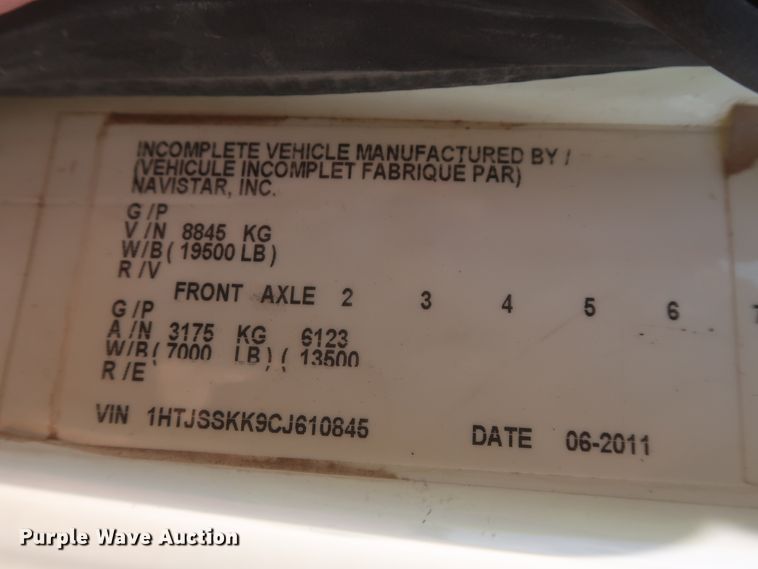 INCOMPLETE VEHICLE MANUFACTURED BY /
(VEHICULE INCOMPLET FABRIQUE PAR)
NAVISTAR, INC.
G /P
V /N 8845 KG
W/B( 19500 LB)
R /V
FRONT AXLE 2 3 4 5 6
G /P
A /N 3175 KG 6123
W/B( 7000 LB) ( 13500
R /E
VIN 1HTJSSKK9CJ610845 DATE 06-2011
Purple Wave Auction